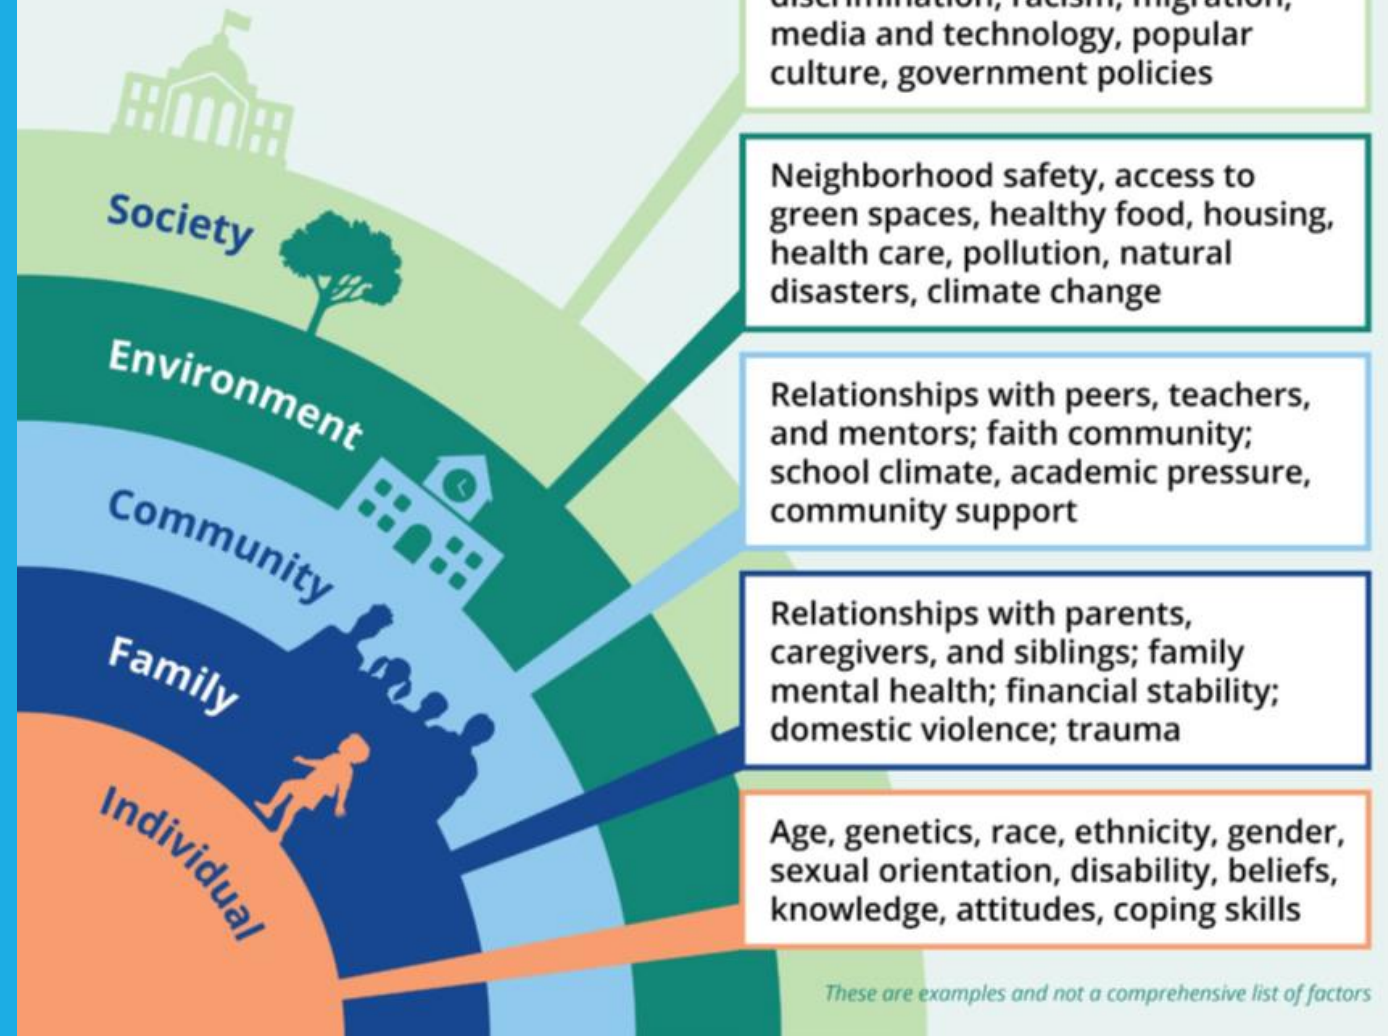 discrimination, racism, migration,
media and technology, popular
culture, government policies
Society
Neighborhood safety, access to
green spaces, healthy food, housing,
health care, pollution, natural
disasters, climate change
Environment
Relationships with peers, teachers,
and mentors; faith community;
school climate, academic pressure,
community support
Community
Relationships with parents,
caregivers, and siblings; family
mental health; financial stability;
domestic violence; trauma
Family
Age, genetics, race, ethnicity, gender,
sexual orientation, disability, beliefs,
knowledge, attitudes, coping skills
Individual
These are examples and not a comprehensive list of factors